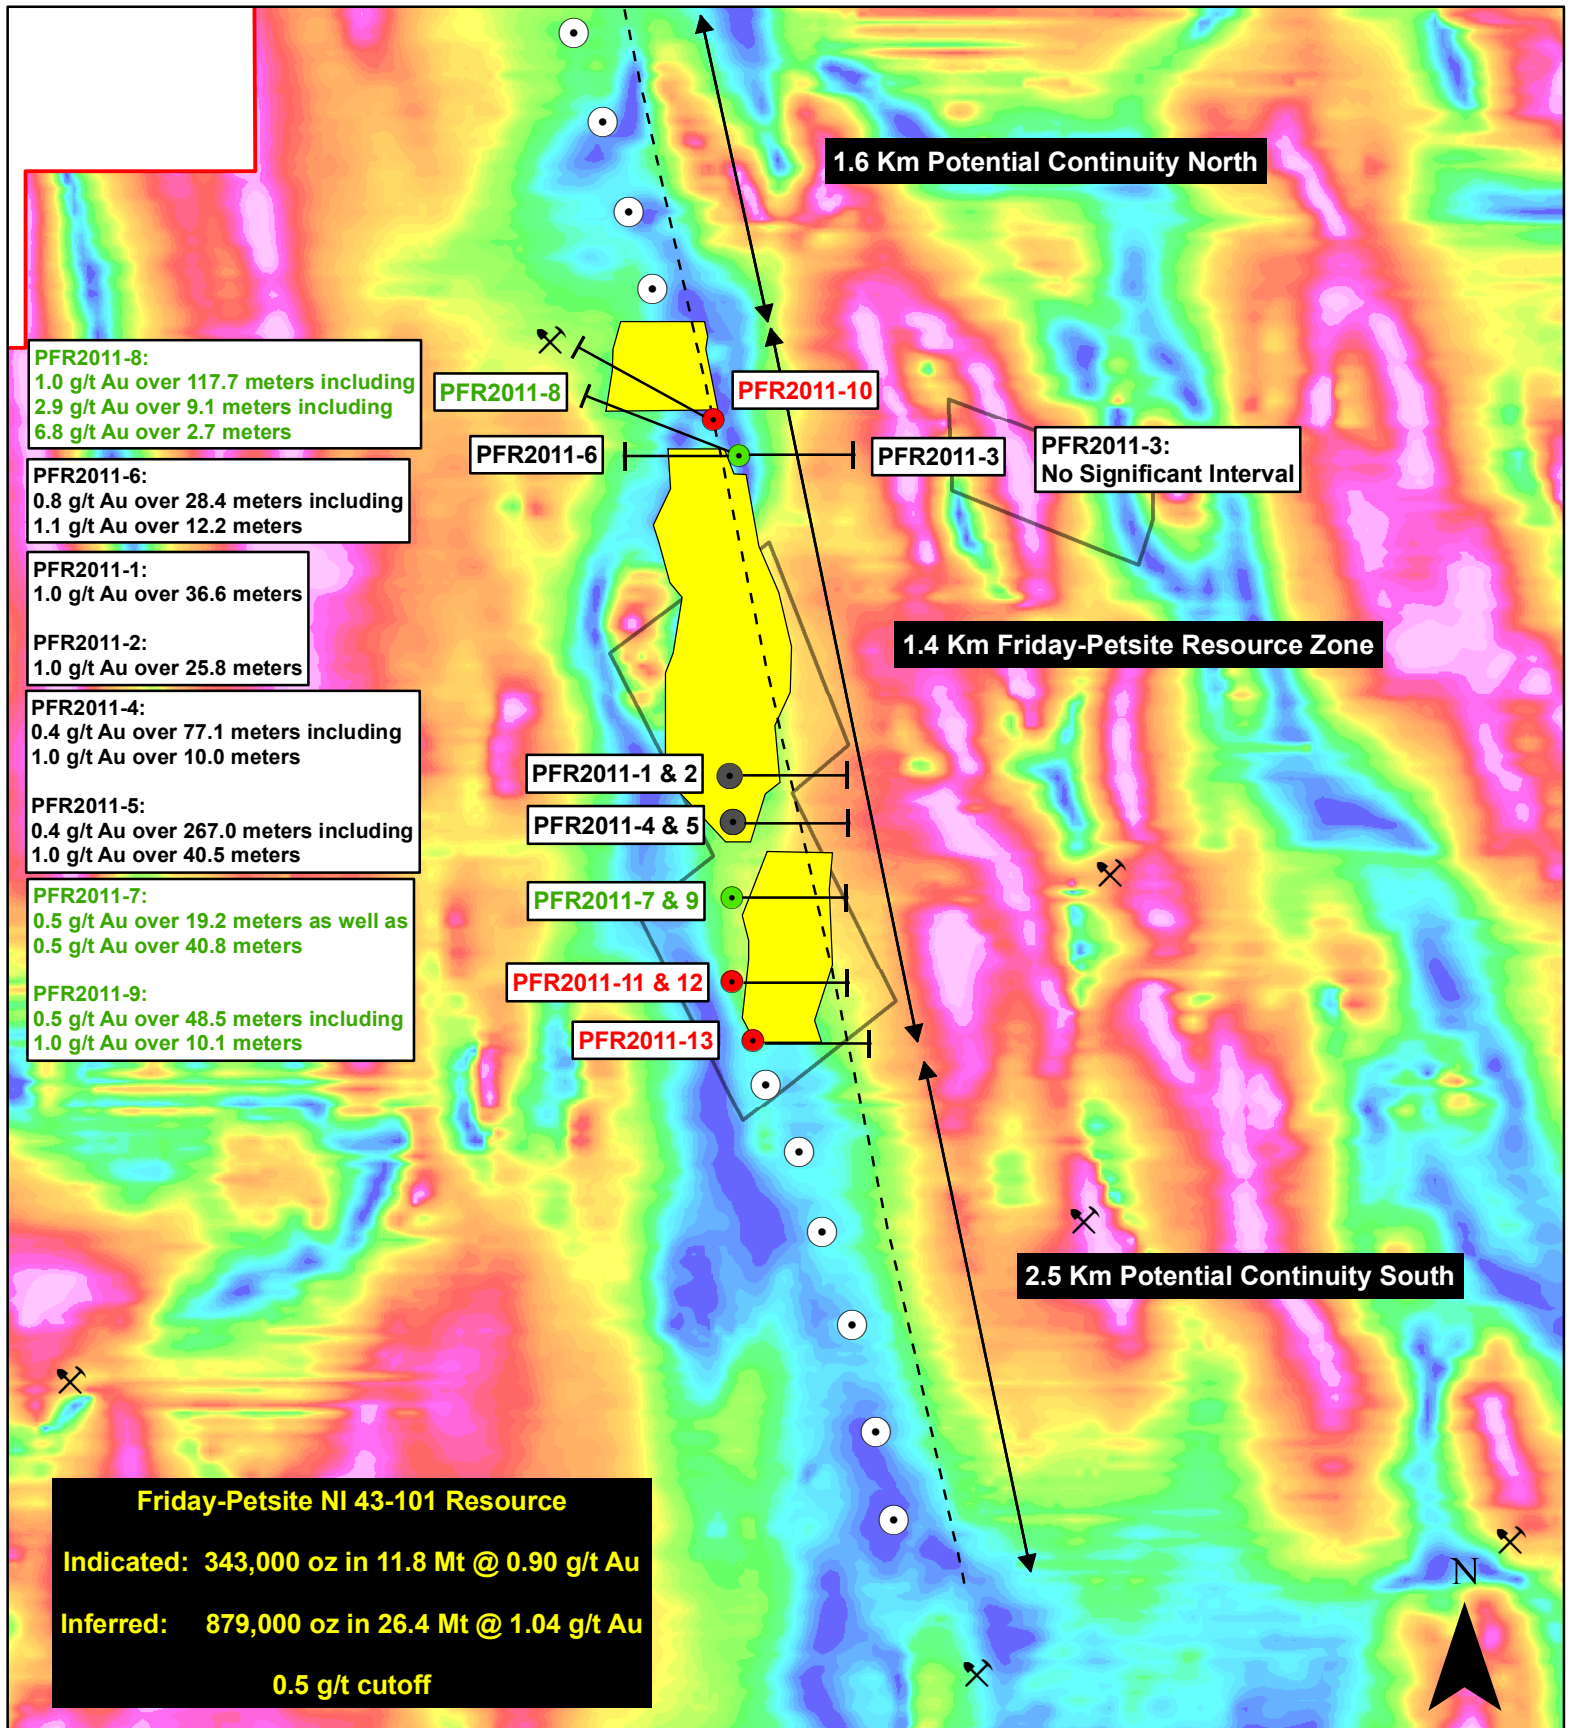 1.6 Km Potential Continuity North
PFR2011-8:
1.0 g/t Au over 117.7 meters including
2.9 g/t Au over 9.1 meters including
6.8 g/t Au over 2.7 meters
PFR2011-8
PFR2011-10
PFR2011-6
PFR2011-3
PFR2011-3:
No Significant Interval
PFR2011-6:
0.8 g/t Au over 28.4 meters including
1.1 g/t Au over 12.2 meters
PFR2011-1:
1.0 g/t Au over 36.6 meters
PFR2011-2:
1.0 g/t Au over 25.8 meters
1.4 Km Friday-Petsite Resource Zone
PFR2011-4:
0.4 g/t Au over 77.1 meters including
1.0 g/t Au over 10.0 meters
PFR2011-5:
0.4 g/t Au over 267.0 meters including
1.0 g/t Au over 40.5 meters
PFR2011-1 & 2
PFR2011-4 & 5
PFR2011-7:
0.5 g/t Au over 19.2 meters as well as
0.5 g/t Au over 40.8 meters
PFR2011-9:
0.5 g/t Au over 48.5 meters including
1.0 g/t Au over 10.1 meters
PFR2011-7 & 9
PFR2011-11 & 12
PFR2011-13
2.5 Km Potential Continuity South
Friday-Petsite NI 43-101 Resource
Indicated: 343,000 oz in 11.8 Mt @ 0.90 g/t Au
Inferred: 879,000 oz in 26.4 Mt @ 1.04 g/t Au
0.5 g/t cutoff
N